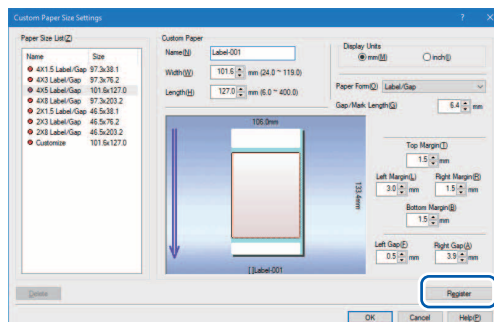 Custom Paper Size Settings
? ×
Paper Size List(Z)
Name Size
4X1.5 Label/Gap 97.3x38.1
4X3 Label/Gap 97.3x76.2
4X5 Label/Gap 101.6x127.0
4X8 Label/Gap 97.3x203.2
2X1.5 Label/Gap 46.5x38.1
2X3 Label/Gap 46.5x76.2
2X8 Label/Gap 46.5x203.2
Customize 101.6x127.0
Delete
Custom Paper
Name(N) Label-001
Width(W) 101.6 mm (24.0 ~ 119.0)
Length(H) 127.0 mm (6.0 ~ 400.0)
106.0mm
133.4mm
[ ]Label-001
Display Units
mm(M) inch(I)
Paper Form(O) Label/Gap
Gap/Mark Length(G) 6.4 mm
Top Margin(T)
1.5 mm
Left Margin(L) Right Margin(R)
3.0 mm 1.5 mm
Bottom Margin(B)
1.5 mm
Left Gap(F) Right Gap(A)
0.5 mm 3.9 mm
Register
OK Cancel Help(P)